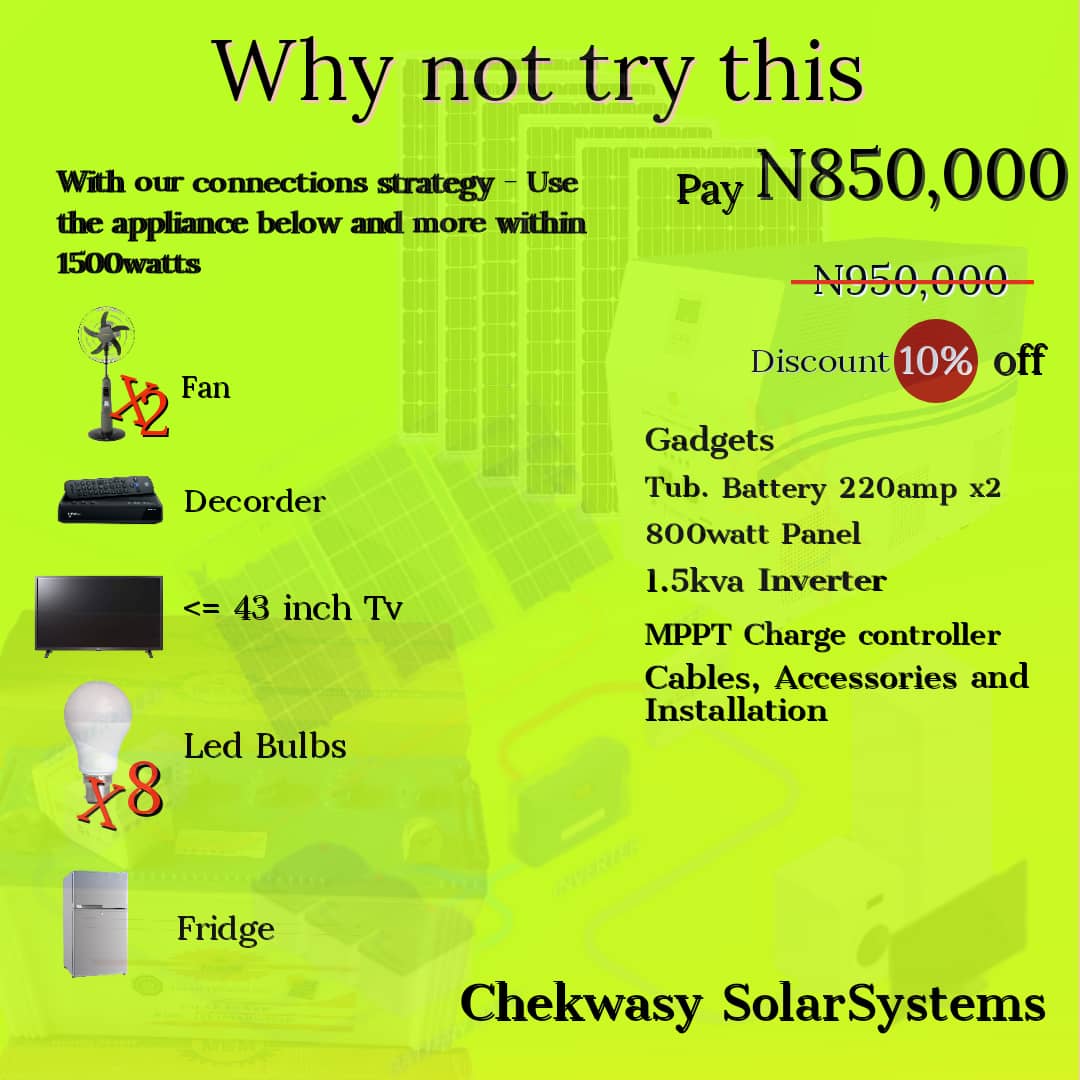 Why not try this
With our connections strategy - Use
the appliance below and more within
1500watts
Pay N850,000
N950,000
Discount 10% off
X2 Fan
Decorder
<= 43 inch Tv
Led Bulbs
x8
Fridge
Gadgets
Tub. Battery 220amp x2
800watt Panel
1.5kva Inverter
MPPT Charge controller
Cables, Accessories and
Installation
INVERTER
Chekwasy SolarSystems